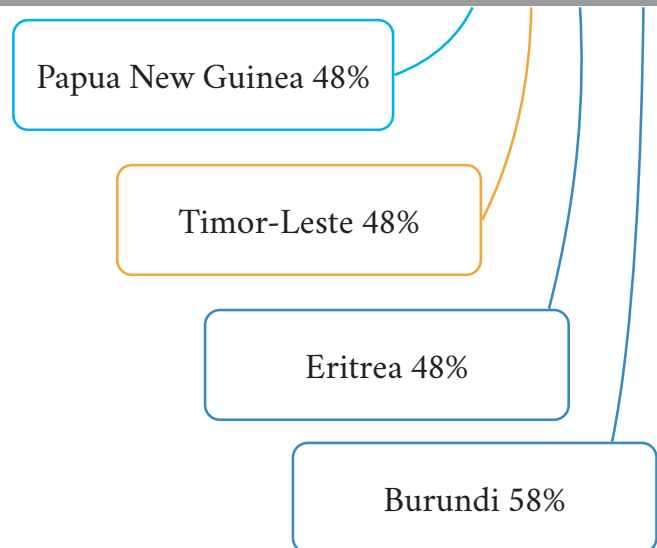 Papua New Guinea 48%
Timor-Leste 48%
Eritrea 48%
Burundi 58%